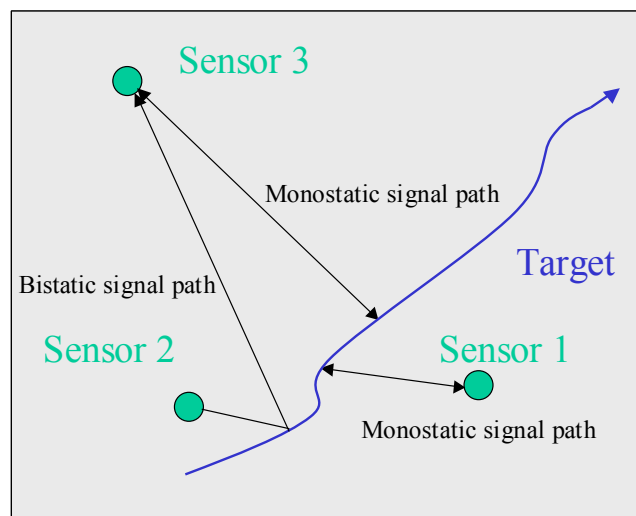 Sensor 3
Monostatic signal path
Target
Bistatic signal path
Sensor 2
Sensor 1
Monostatic signal path